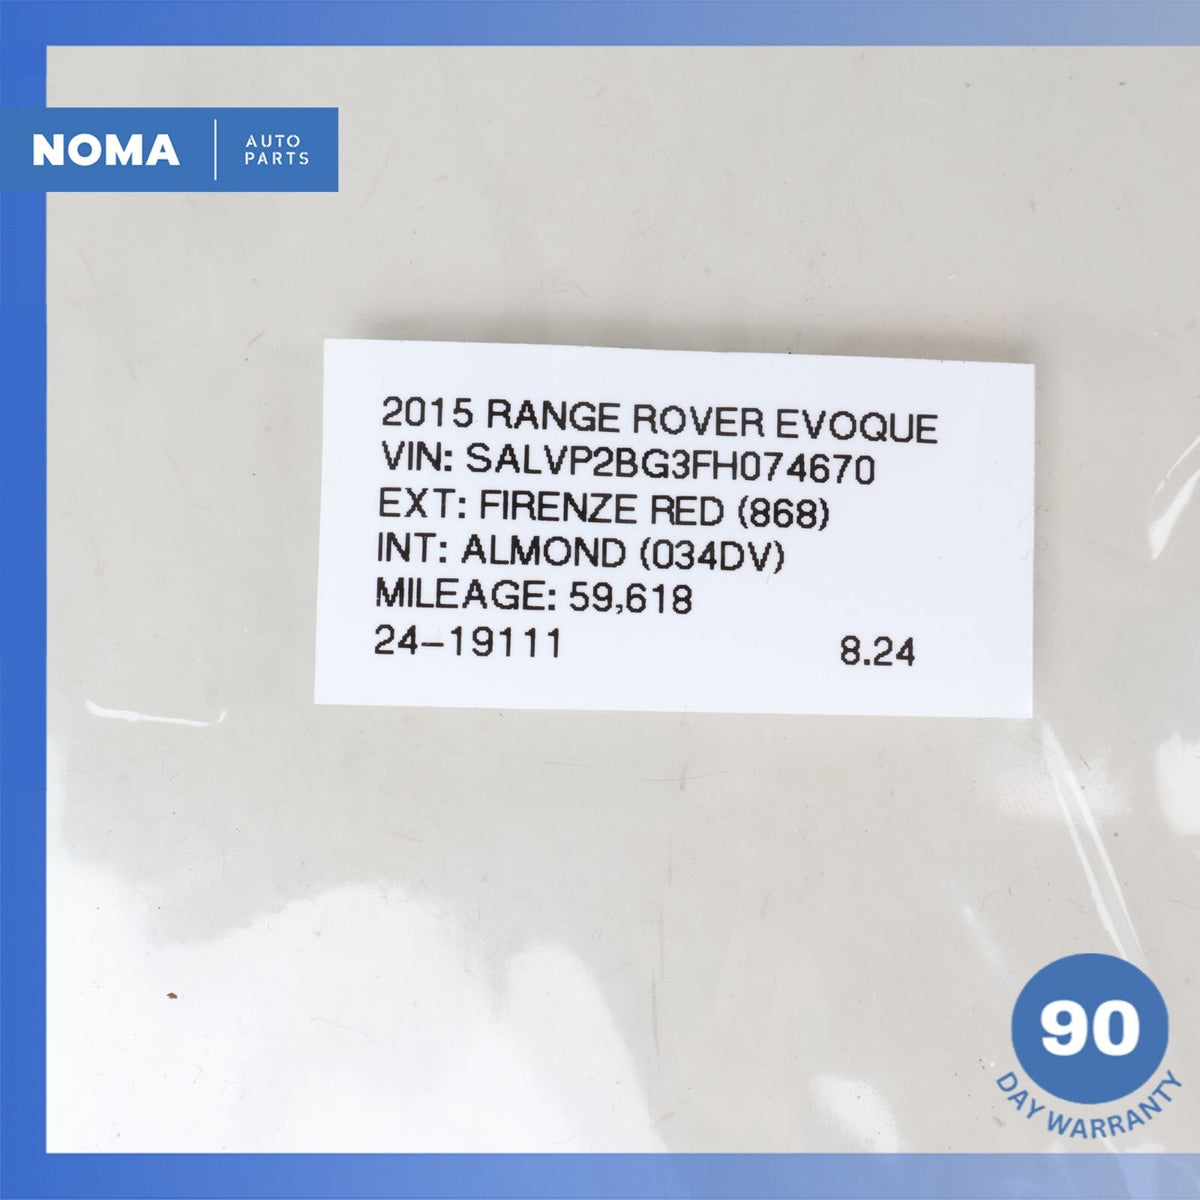 NOMA
AUTO
PARTS
2015 RANGE ROVER EVOQUE
VIN: SALVP2BG3FH074670
EXT: FIRENZE RED (868)
INT: ALMOND (034DV)
MILEAGE: 59,618
24-19111 8.24
90
DAY WARRANTY